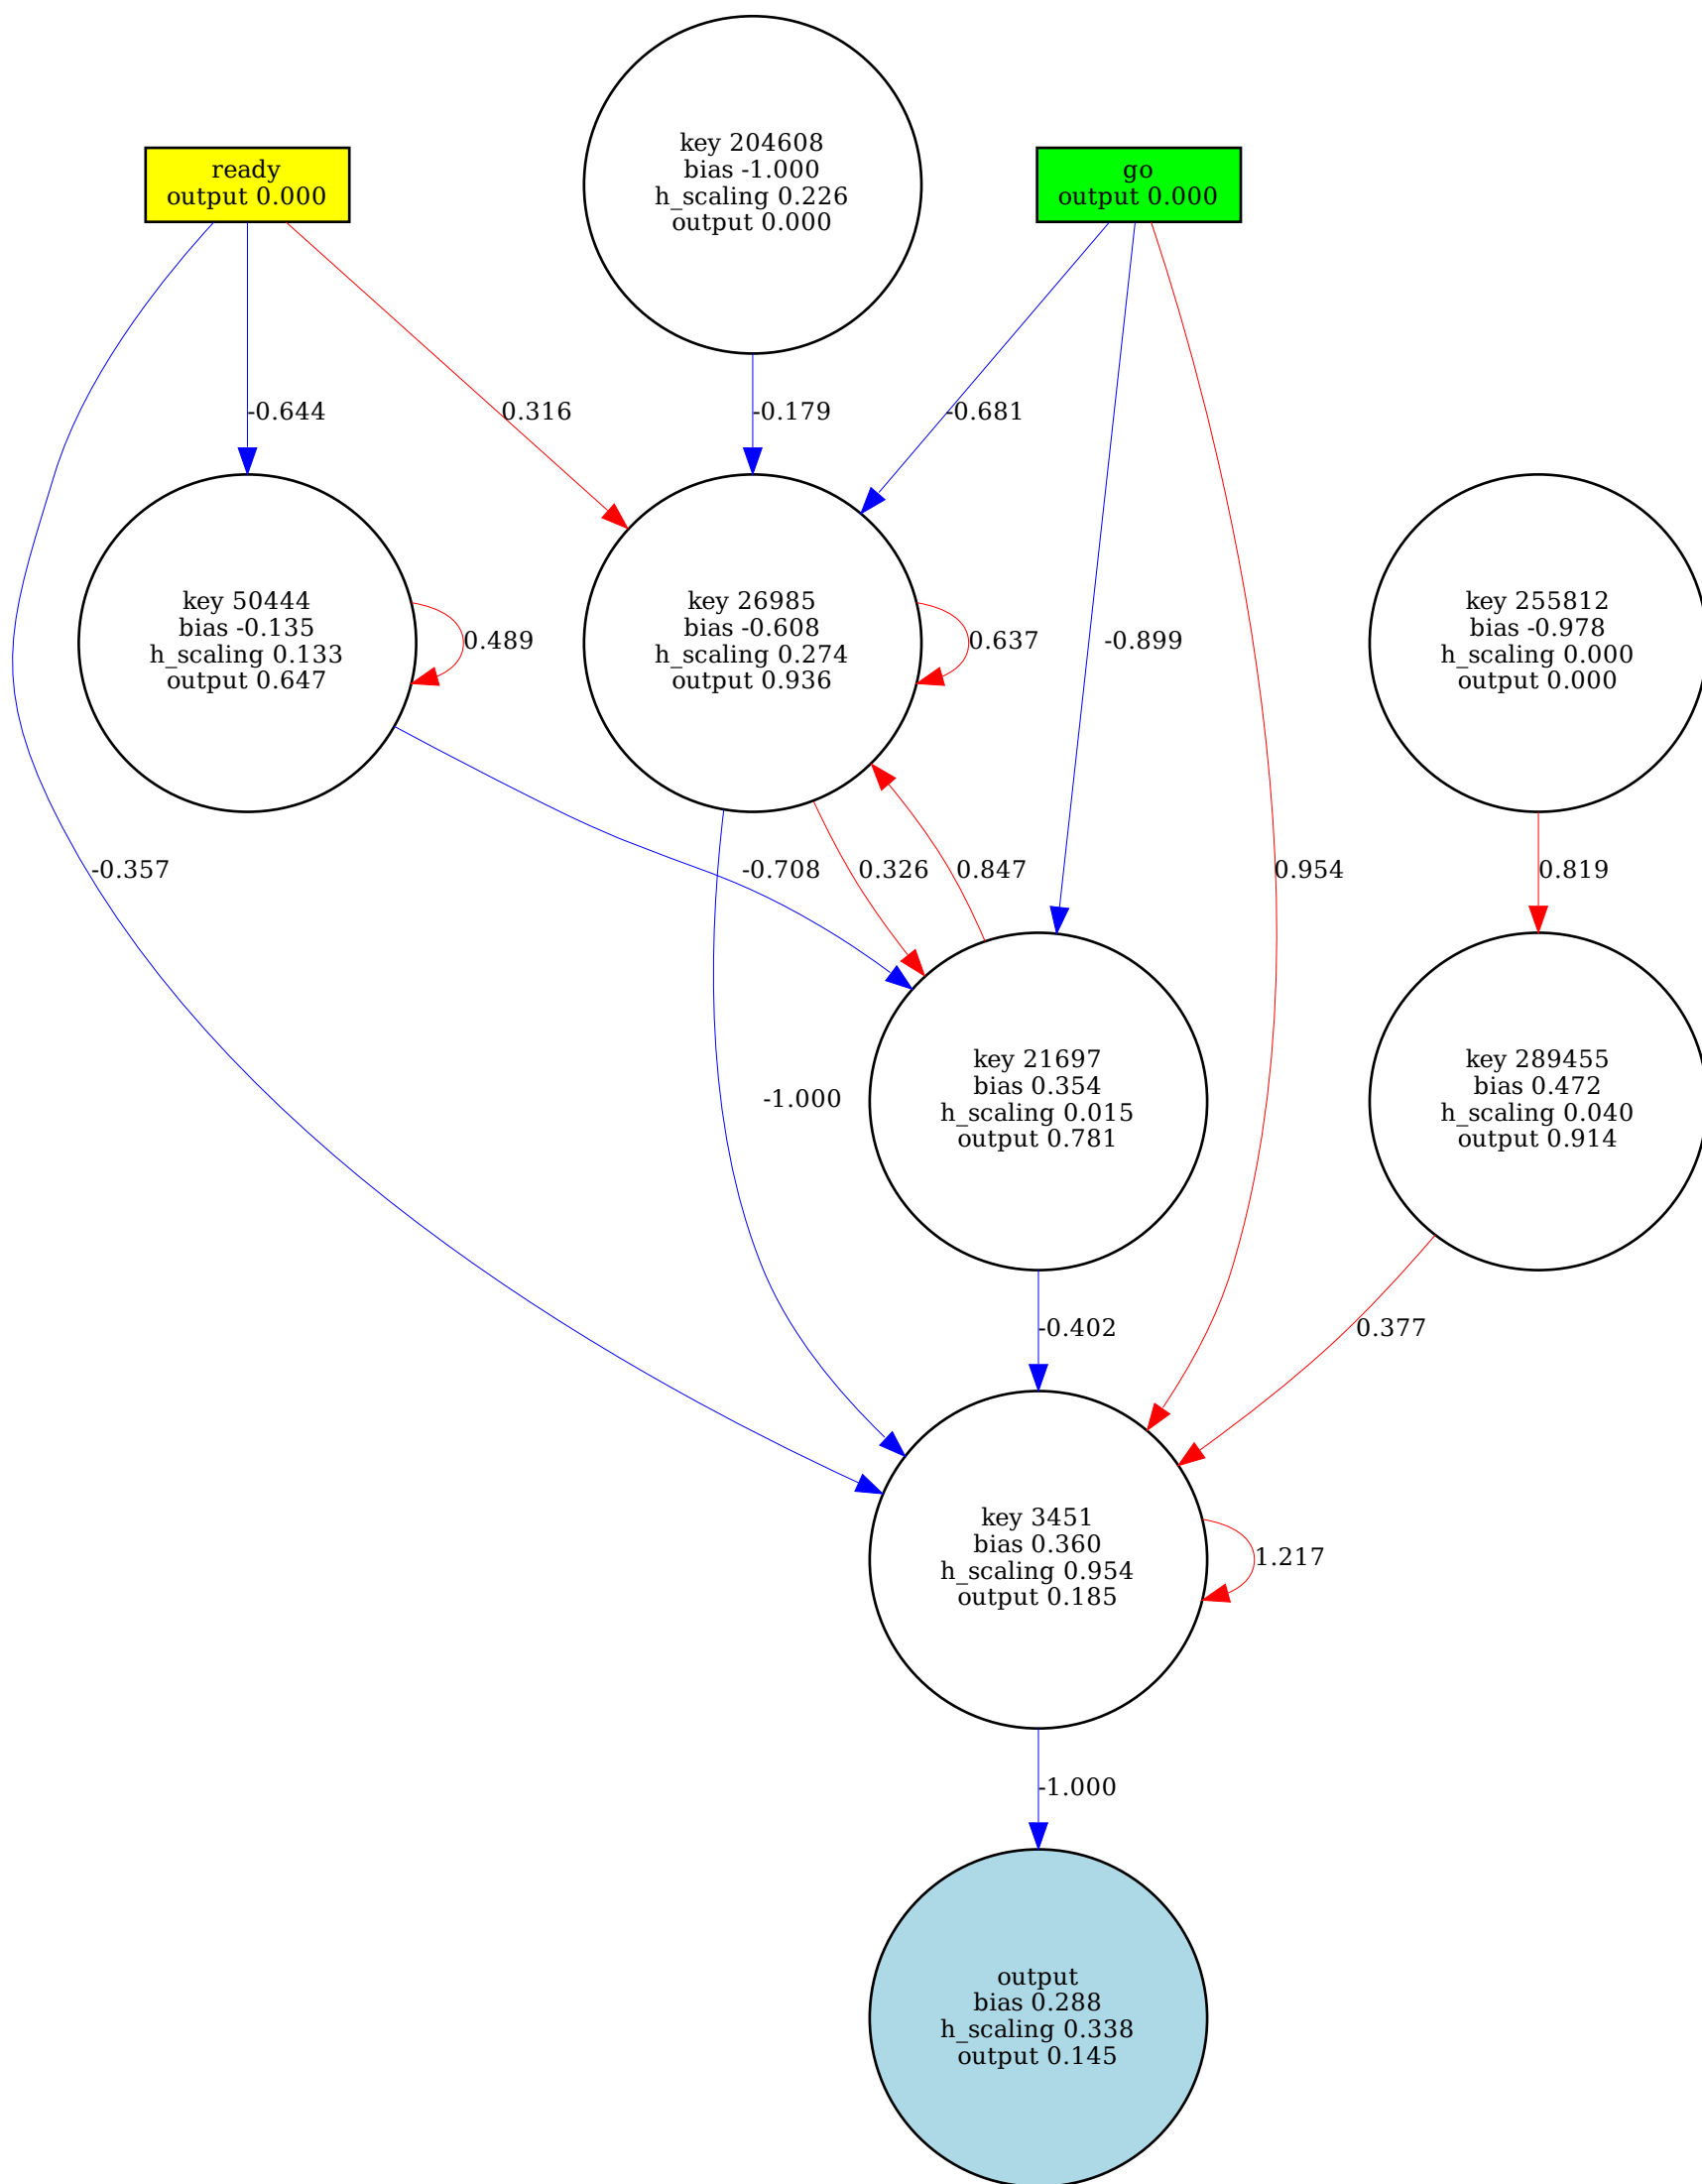 key 204608
bias -1.000
h_scaling 0.226
output 0.000
ready
output 0.000
go
output 0.000
-0.644
0.316
-0.179
-0.681
key 50444
bias -0.135
h_scaling 0.133
output 0.647
0.489
key 26985
bias -0.608
h_scaling 0.274
output 0.936
0.637
-0.899
key 255812
bias -0.978
h_scaling 0.000
output 0.000
-0.357
-0.708
0.326
0.847
0.954
0.819
-1.000
key 21697
bias 0.354
h_scaling 0.015
output 0.781
key 289455
bias 0.472
h_scaling 0.040
output 0.914
-0.402
0.377
key 3451
bias 0.360
h_scaling 0.954
output 0.185
1.217
-1.000
output
bias 0.288
h_scaling 0.338
output 0.145